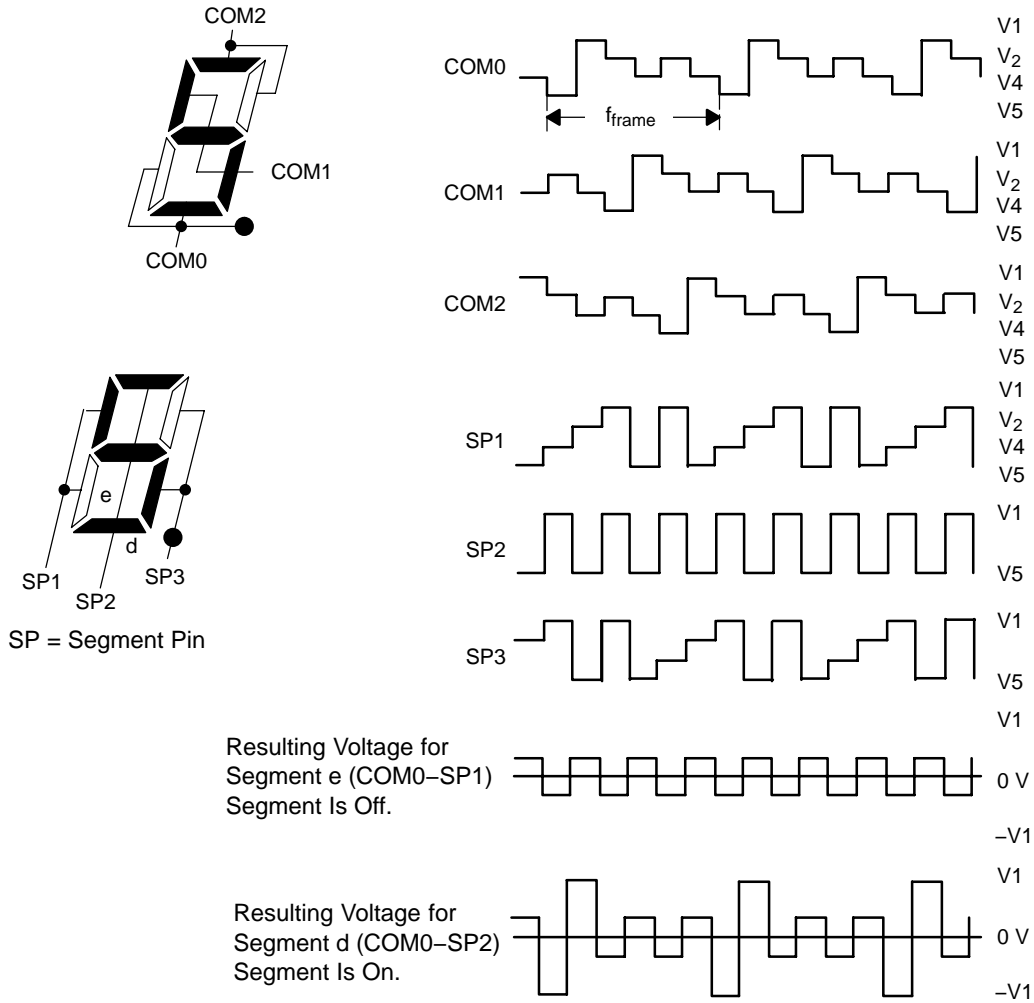 COM2
COM1
COM0
COM0
f_frame
V1
V2
V4
V5
COM1
V1
V2
V4
V5
COM2
V1
V2
V4
V5
e
d
SP1
SP2
SP3
SP = Segment Pin
SP1
V1
V2
V4
V5
SP2
V1
V5
SP3
V1
V5
Resulting Voltage for
Segment e (COM0–SP1)
Segment Is Off.
V1
0 V
–V1
Resulting Voltage for
Segment d (COM0–SP2)
Segment Is On.
V1
0 V
–V1